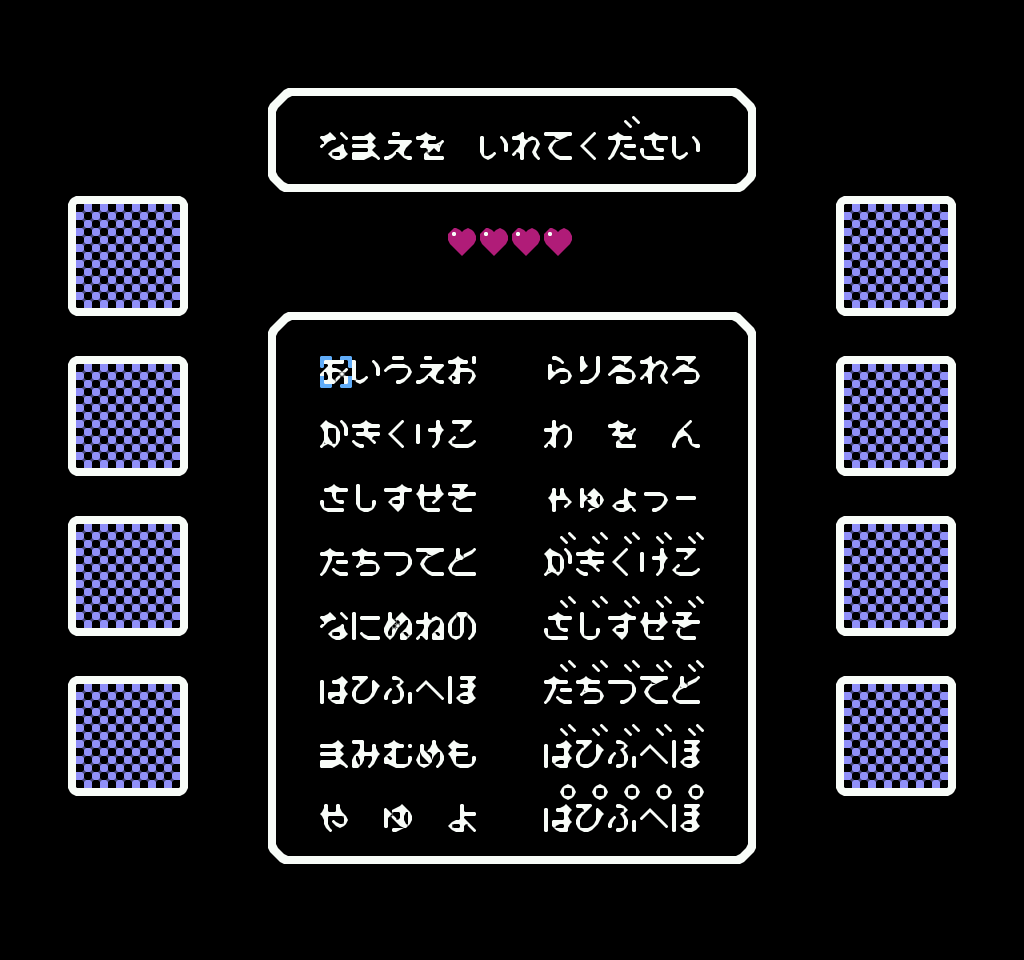 なまえを いれてください
あいうえお らりるれろ
かきくけこ わ を ん
さしすせそ ゃゅょっー
たちつてと がぎぐげご
なにぬねの ざじずぜぞ
はひふへほ だぢづでど
まみむめも ばびぶべぼ
や ゆ よ ぱぴぷぺぽ